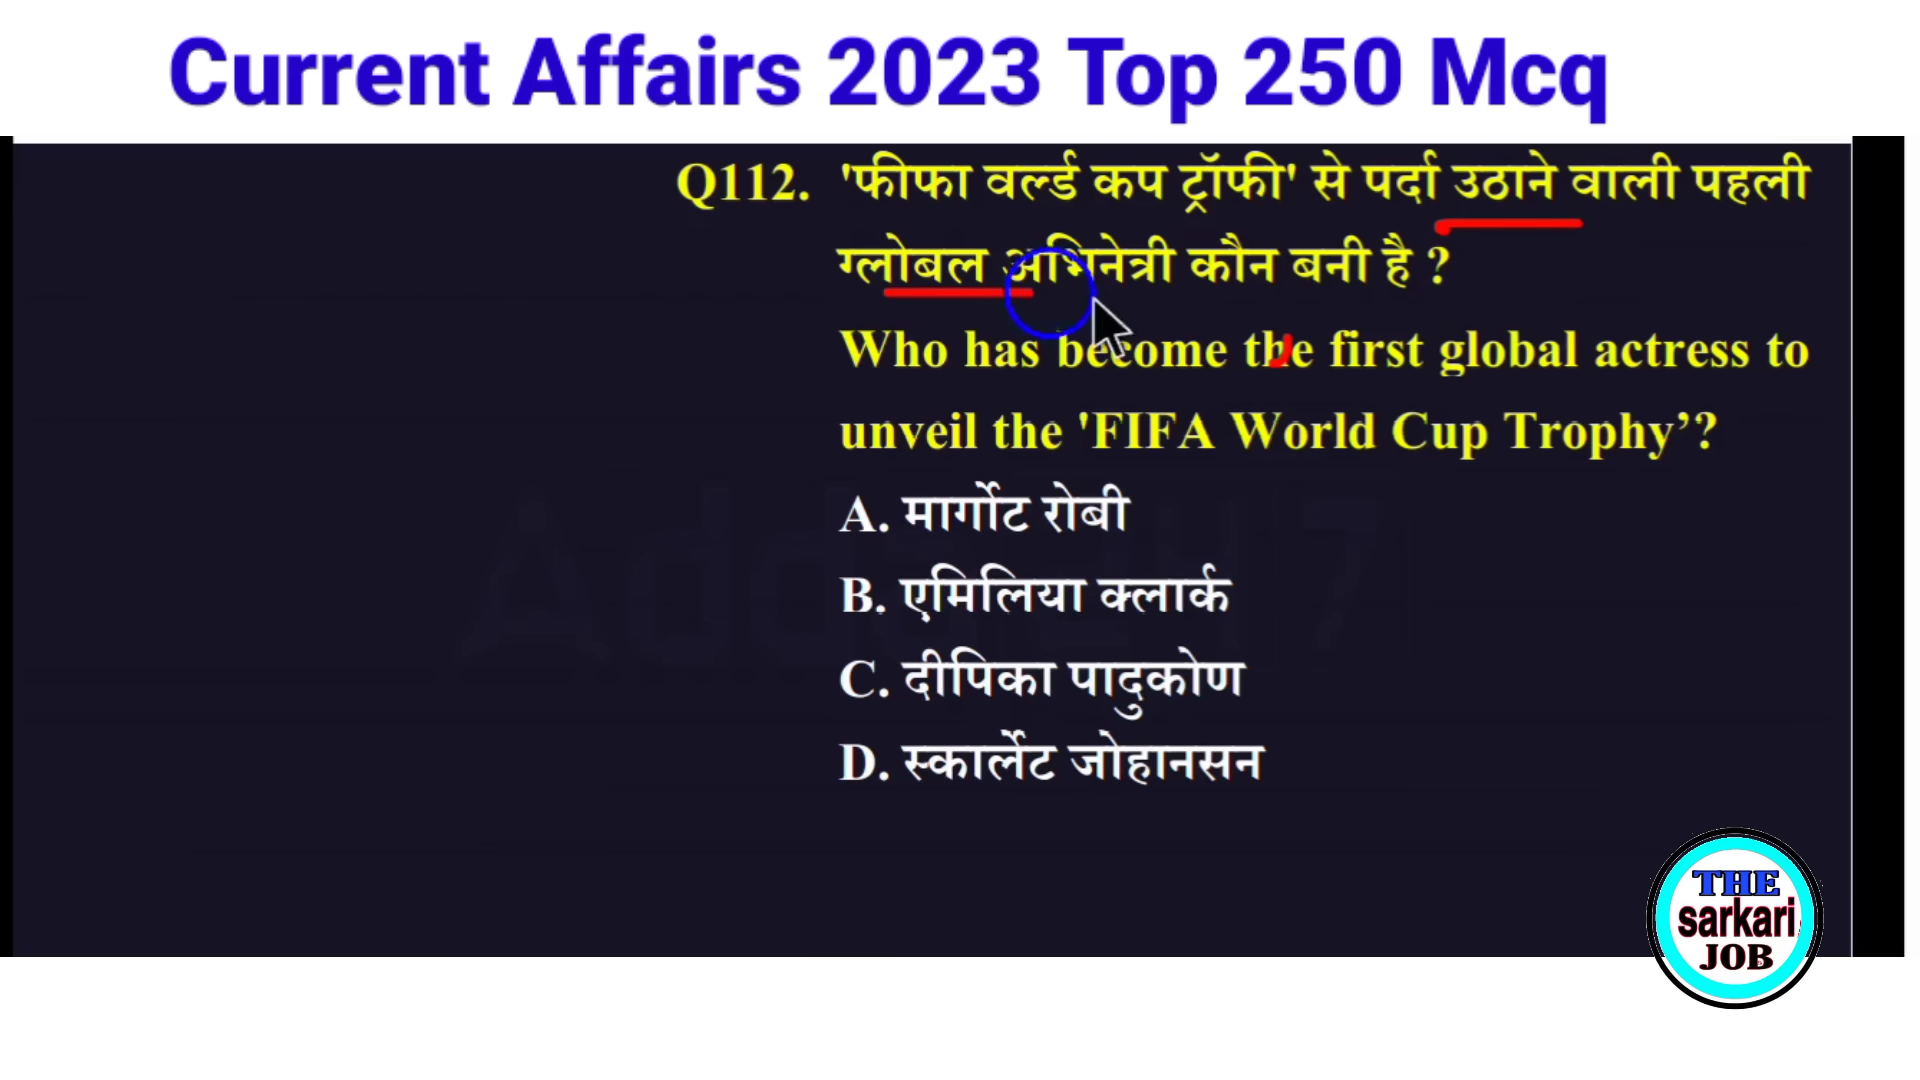 Current Affairs 2023 Top 250 Mcq
Q112. 'फीफा वर्ल्ड कप ट्रॉफी' से पर्दा उठाने वाली पहली
ग्लोबल अभिनेत्री कौन बनी है ?
Who has become the first global actress to
unveil the 'FIFA World Cup Trophy’?
A. मार्गोट रोबी
B. एमिलिया क्लार्क
C. दीपिका पादुकोण
D. स्कार्लेट जोहानसन
THE
sarkari
JOB